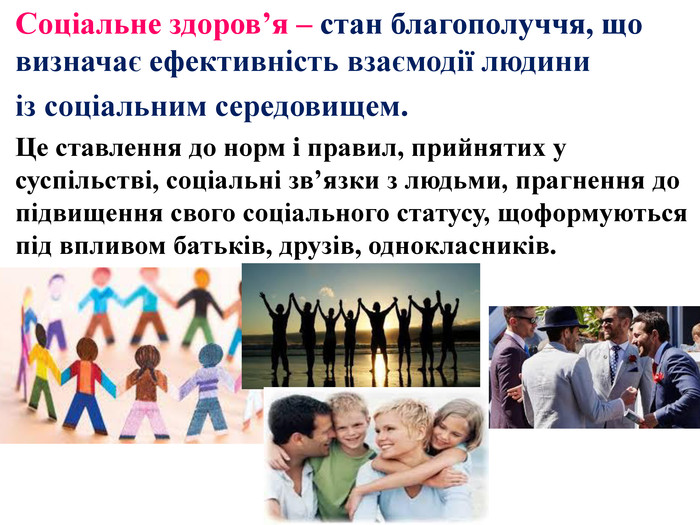 Соціальне здоров’я – стан благополуччя, що
визначає ефективність взаємодії людини
із соціальним середовищем.
Це ставлення до норм і правил, прийнятих у
суспільстві, соціальні зв’язки з людьми, прагнення до
підвищення свого соціального статусу, щоформуються
під впливом батьків, друзів, однокласників.